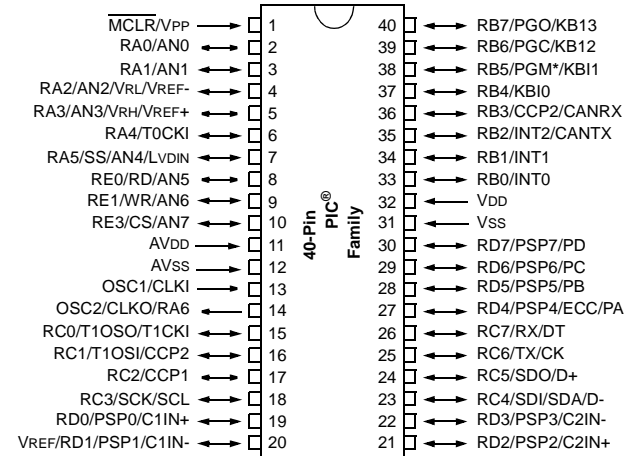 MCLR/VPP 1
RA0/AN0 2
RA1/AN1 3
RA2/AN2/VRL/VREF- 4
RA3/AN3/VRH/VREF+ 5
RA4/T0CKI 6
RA5/SS/AN4/LVDIN 7
RE0/RD/AN5 8
RE1/WR/AN6 9
RE3/CS/AN7 10
AVDD 11
AVSS 12
OSC1/CLKI 13
OSC2/CLKO/RA6 14
RC0/T1OSO/T1CKI 15
RC1/T1OSI/CCP2 16
RC2/CCP1 17
RC3/SCK/SCL 18
RD0/PSP0/C1IN+ 19
VREF/RD1/PSP1/C1IN- 20
40-Pin
PIC®
Family
40 RB7/PGO/KB13
39 RB6/PGC/KB12
38 RB5/PGM*/KBI1
37 RB4/KBI0
36 RB3/CCP2/CANRX
35 RB2/INT2/CANTX
34 RB1/INT1
33 RB0/INT0
32 VDD
31 VSS
30 RD7/PSP7/PD
29 RD6/PSP6/PC
28 RD5/PSP5/PB
27 RD4/PSP4/ECC/PA
26 RC7/RX/DT
25 RC6/TX/CK
24 RC5/SDO/D+
23 RC4/SDI/SDA/D-
22 RD3/PSP3/C2IN-
21 RD2/PSP2/C2IN+